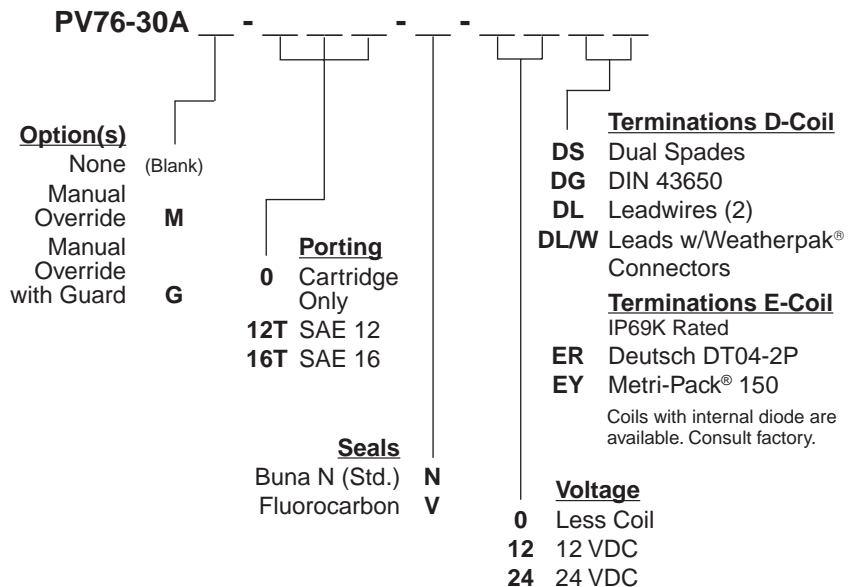 PV76-30A __ - __ __ __ - __ - __ __ __ __
Option(s)
None (Blank)
Manual
Override M
Manual
Override
with Guard G
Porting
0 Cartridge
Only
12T SAE 12
16T SAE 16
Seals
Buna N (Std.) N
Fluorocarbon V
Terminations D-Coil
DS Dual Spades
DG DIN 43650
DL Leadwires (2)
DL/W Leads w/Weatherpak®
Connectors
Terminations E-Coil
IP69K Rated
ER Deutsch DT04-2P
EY Metri-Pack® 150
Coils with internal diode are
available. Consult factory.
Voltage
0 Less Coil
12 12 VDC
24 24 VDC